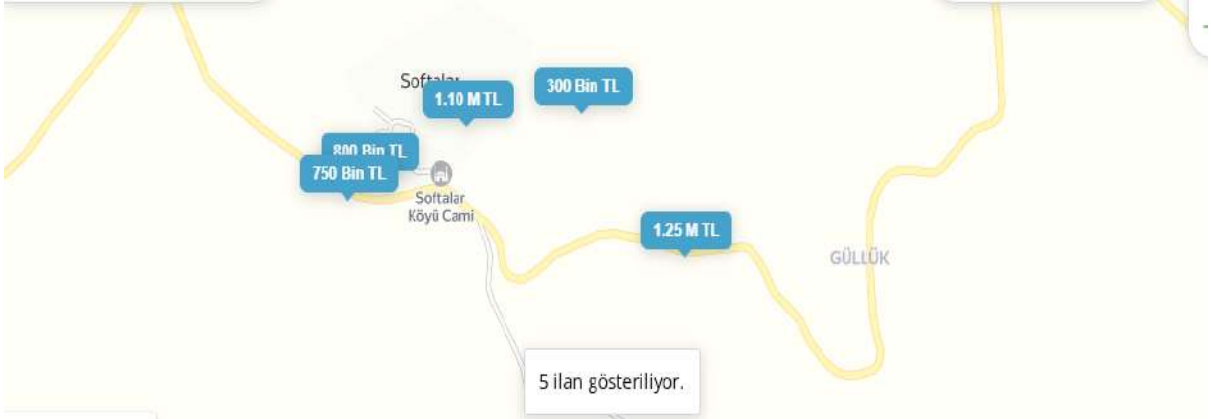 300 Bin TL
1.10 M TL
800 Bin TL
750 Bin TL
Softalar
Köyü Cami
1.25 M TL
GÜLLÜK
5 ilan gösteriliyor.